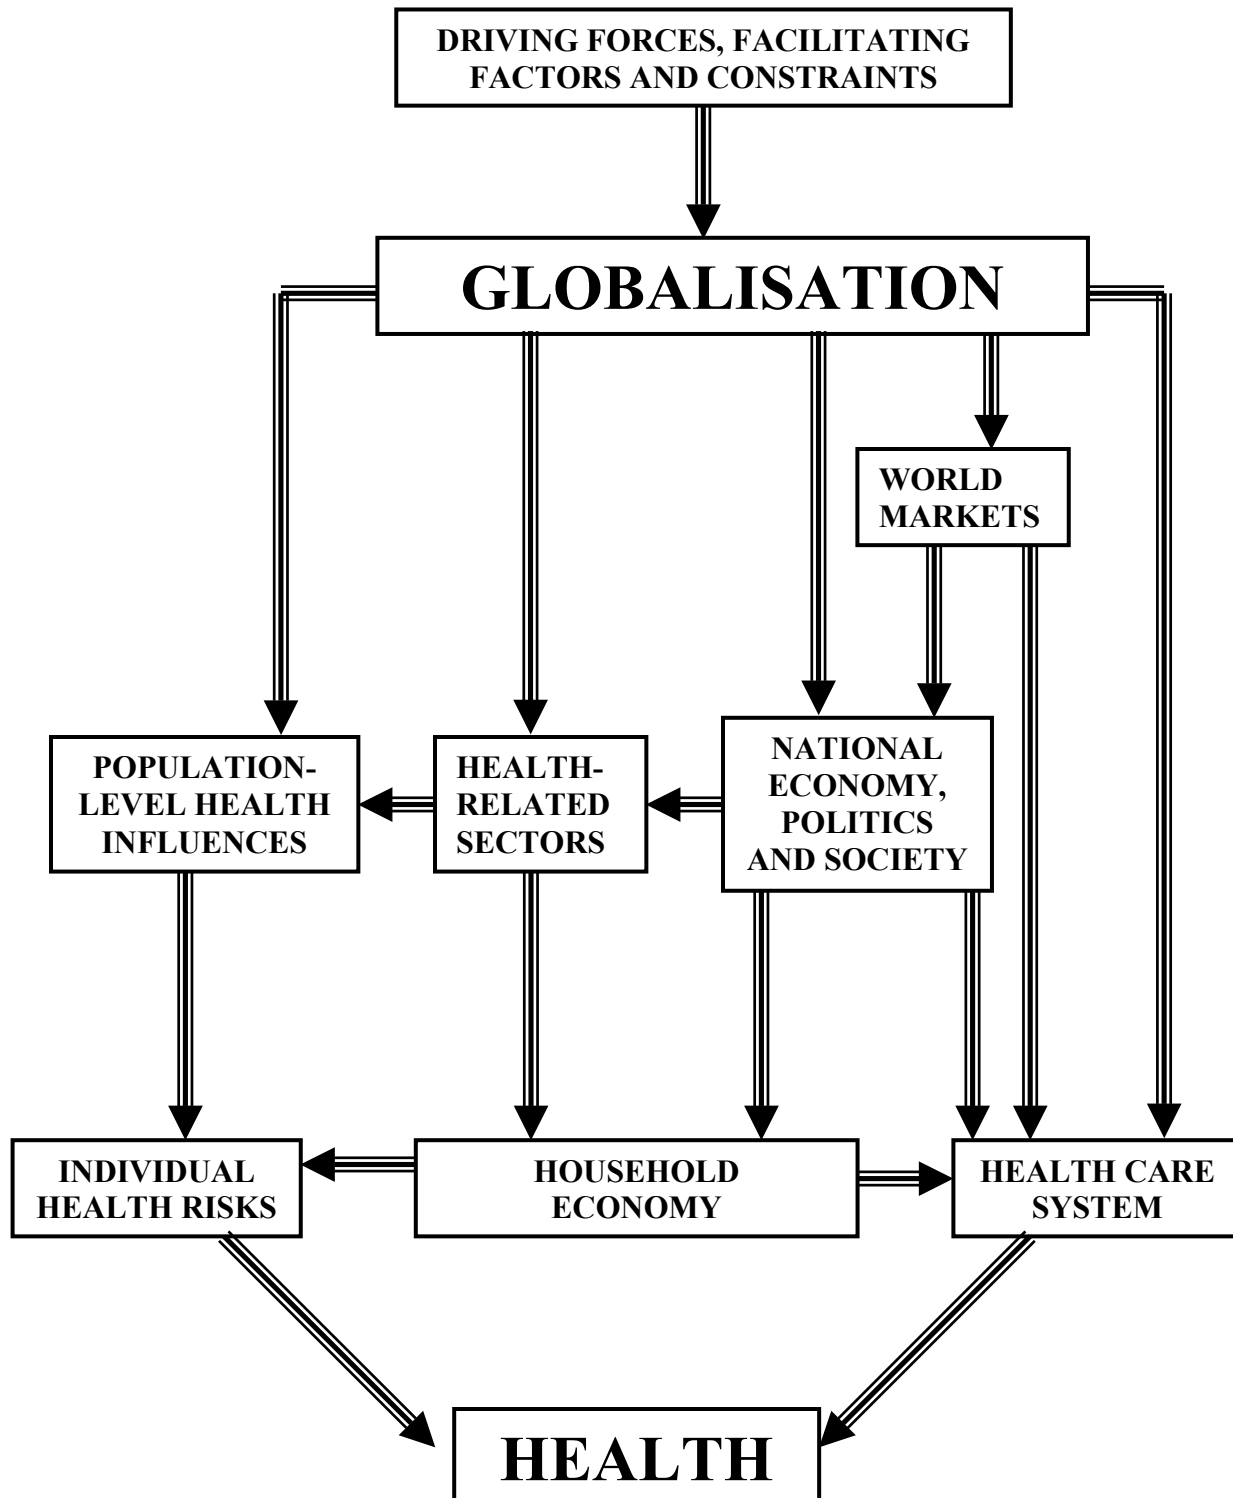 DRIVING FORCES, FACILITATING
FACTORS AND CONSTRAINTS
GLOBALISATION
WORLD
MARKETS
POPULATION-
LEVEL HEALTH
INFLUENCES
HEALTH-
RELATED
SECTORS
NATIONAL
ECONOMY,
POLITICS
AND SOCIETY
INDIVIDUAL
HEALTH RISKS
HOUSEHOLD
ECONOMY
HEALTH CARE
SYSTEM
HEALTH